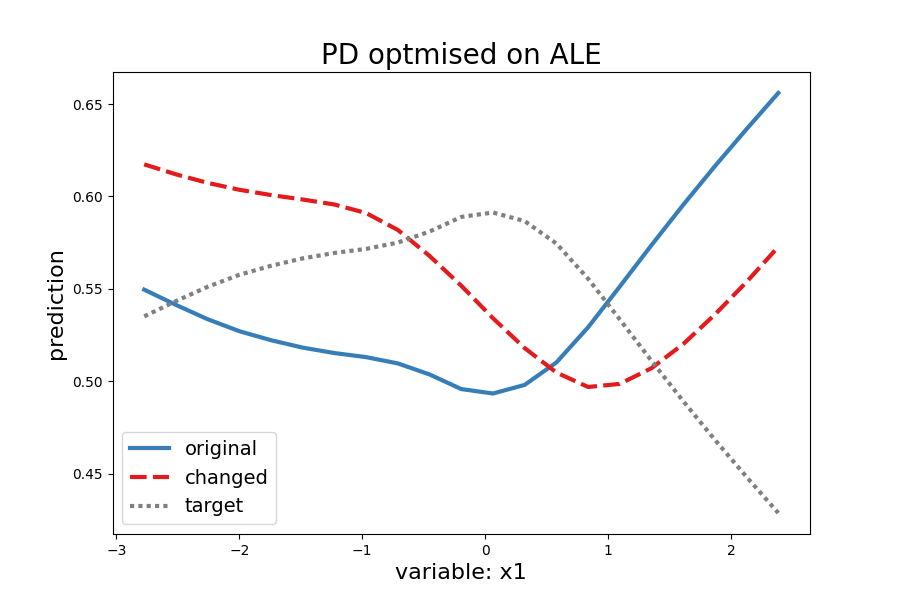 PD optmised on ALE
prediction
0.65
0.60
0.55
0.50
0.45
original
changed
target
−3
−2
−1
0
1
2
variable: x1